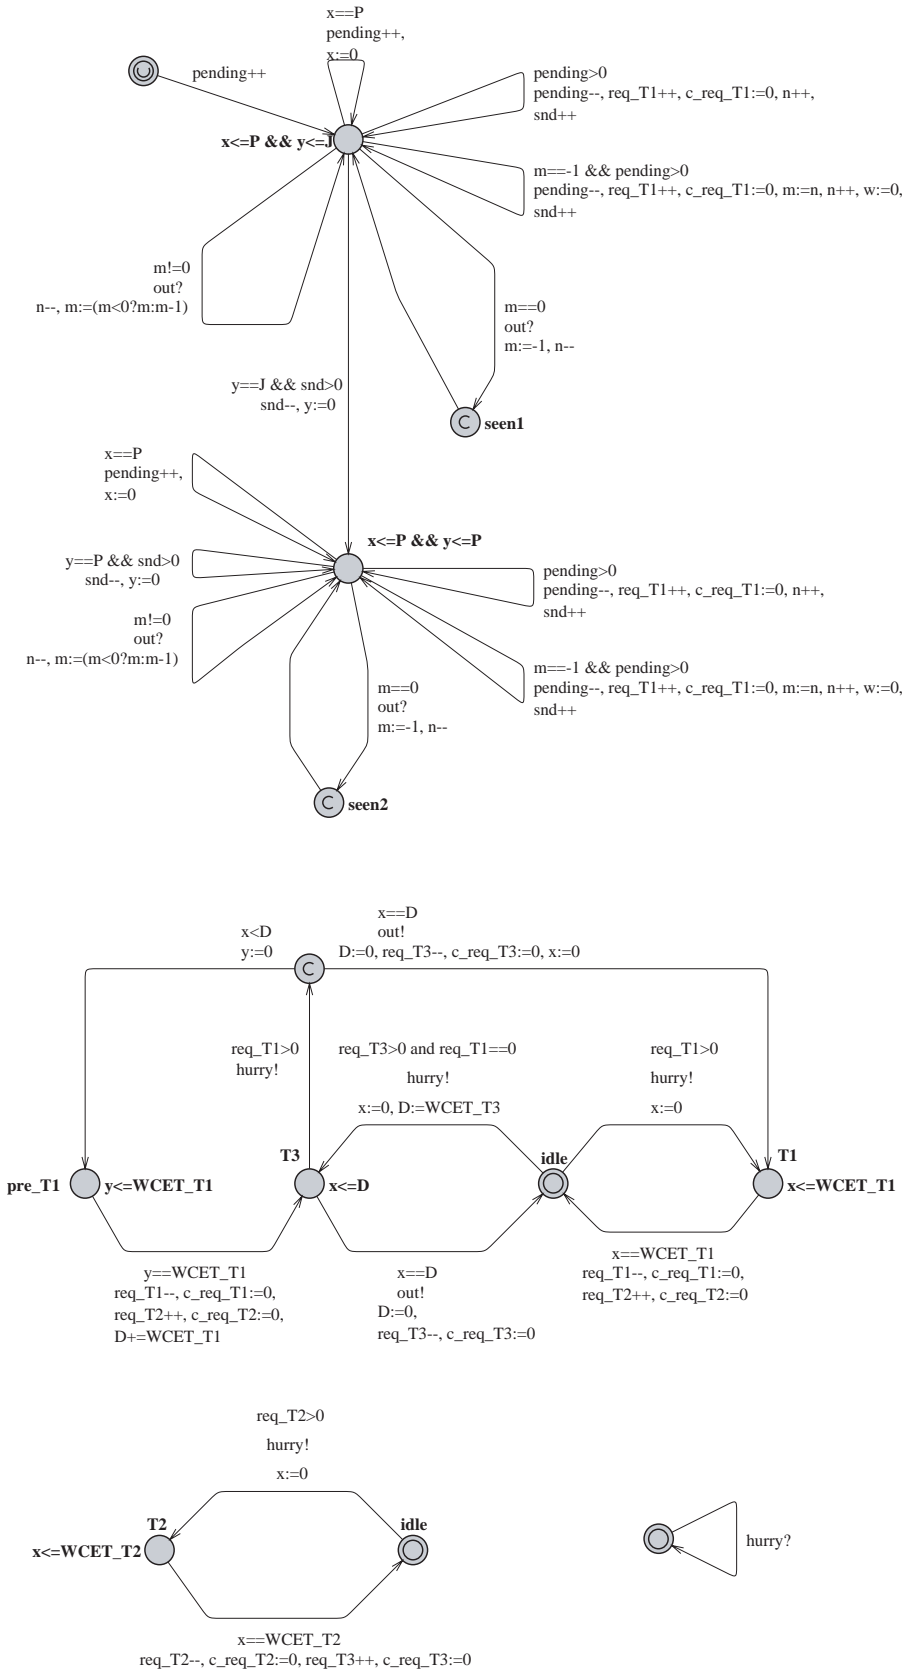 x==P
pending++,
x:=0
pending++
pending>0
pending--, req_T1++, c_req_T1:=0, n++,
snd++
x<=P && y<=J
m==-1 && pending>0
pending--, req_T1++, c_req_T1:=0, m:=n, n++, w:=0,
snd++
m!=0
out?
n--, m:=(m<0?m:m-1)
m==0
out?
m:=-1, n--
y==J && snd>0
snd--, y:=0
C
seen1
x==P
pending++,
x:=0
x<=P && y<=P
y==P && snd>0
snd--, y:=0
pending>0
pending--, req_T1++, c_req_T1:=0, n++,
snd++
m!=0
out?
n--, m:=(m<0?m:m-1)
m==-1 && pending>0
pending--, req_T1++, c_req_T1:=0, m:=n, n++, w:=0,
snd++
m==0
out?
m:=-1, n--
C
seen2
x<D
y:=0
x==D
out!
D:=0, req_T3--, c_req_T3:=0, x:=0
C
req_T1>0
hurry!
req_T3>0 and req_T1==0
hurry!
x:=0, D:=WCET_T3
req_T1>0
hurry!
x:=0
pre_T1
y<=WCET_T1
T3
x<=D
idle
T1
x<=WCET_T1
y==WCET_T1
req_T1--, c_req_T1:=0,
req_T2++, c_req_T2:=0,
D+=WCET_T1
x==D
out!
D:=0,
req_T3--, c_req_T3:=0
x==WCET_T1
req_T1--, c_req_T1:=0,
req_T2++, c_req_T2:=0
req_T2>0
hurry!
x:=0
T2
x<=WCET_T2
idle
hurry?
x==WCET_T2
req_T2--, c_req_T2:=0, req_T3++, c_req_T3:=0